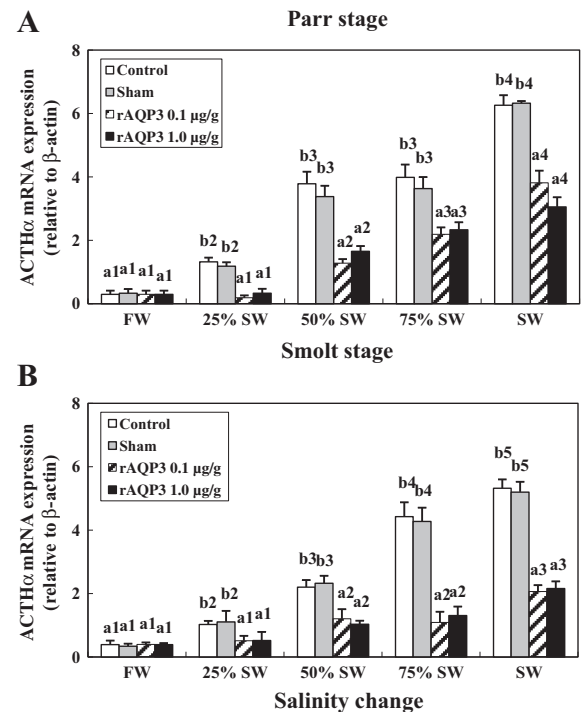 A
Parr stage
ACTHα mRNA expression
(relative to β-actin)
8
6
4
2
0
Control
Sham
rAQP3 0.1 µg/g
rAQP3 1.0 µg/g
a1 a1 a1 a1
b2 b2 a1 a1
b3 b3 a2 a2
b3 b3 a3 a3
b4 b4 a4 a4
FW 25% SW 50% SW 75% SW SW
Smolt stage
B
ACTHα mRNA expression
(relative to β-actin)
8
6
4
2
0
Control
Sham
rAQP3 0.1 µg/g
rAQP3 1.0 µg/g
a1 a1 a1 a1
b2 b2 a1 a1
b3 b3 a2 a2
b4 b4 a2 a2
b5 b5 a3 a3
FW 25% SW 50% SW 75% SW SW
Salinity change